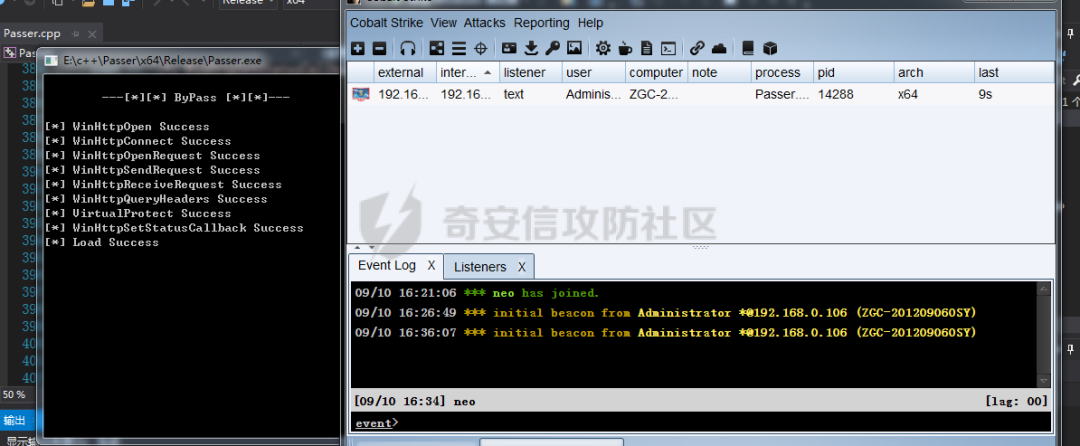 Release
x64
Passer.cpp
E:\c++\Passer\x64\Release\Passer.exe
---[*][*] ByPass [*][*]---
[*] WinHttpOpen Success
[*] WinHttpConnect Success
[*] WinHttpOpenRequest Success
[*] WinHttpSendRequest Success
[*] WinHttpReceiveRequest Success
[*] WinHttpQueryHeaders Success
[*] VirtualProtect Success
[*] WinHttpSetStatusCallback Success
[*] Load Success
50 %
输出
Cobalt Strike
Cobalt Strike View Attacks Reporting Help
external inter... listener user computer note process pid arch last
192.16... 192.16... text Adminis... ZGC-2... Passer.... 14288 x64 9s
奇安信攻防社区
Event Log X Listeners X
09/10 16:21:06 *** neo has joined.
09/10 16:26:49 *** initial beacon from Administrator *@192.168.0.106 (ZGC-20120906OSY)
09/10 16:36:07 *** initial beacon from Administrator *@192.168.0.106 (ZGC-20120906OSY)
[09/10 16:34] neo [lag: 00]
event>